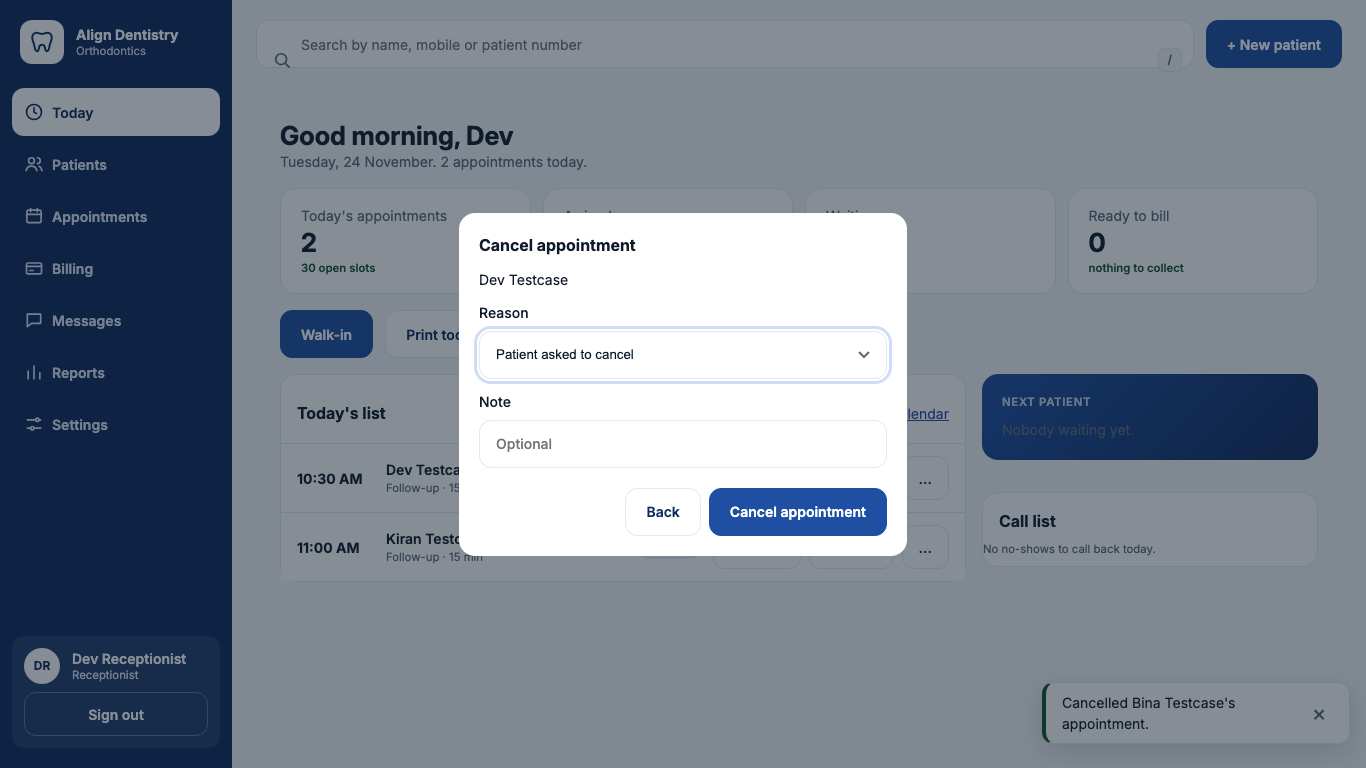 Align Dentistry
Orthodontics
Today
Patients
Appointments
Billing
Messages
Reports
Settings
DR
Dev Receptionist
Receptionist
Sign out
Search by name, mobile or patient number
/
+ New patient
Good morning, Dev
Tuesday, 24 November. 2 appointments today.
Today's appointments
2
30 open slots
Ready to bill
0
nothing to collect
Walk-in
Print
Today's list
10:30 AM
Dev
Follow-up · 15
...
11:00 AM
Kiran
Follow-up · 15 min
...
NEXT PATIENT
Nobody waiting yet.
Call list
No no-shows to call back today.
Cancel appointment
Dev Testcase
Reason
Patient asked to cancel
Note
Optional
Back
Cancel appointment
Cancelled Bina Testcase's
appointment.